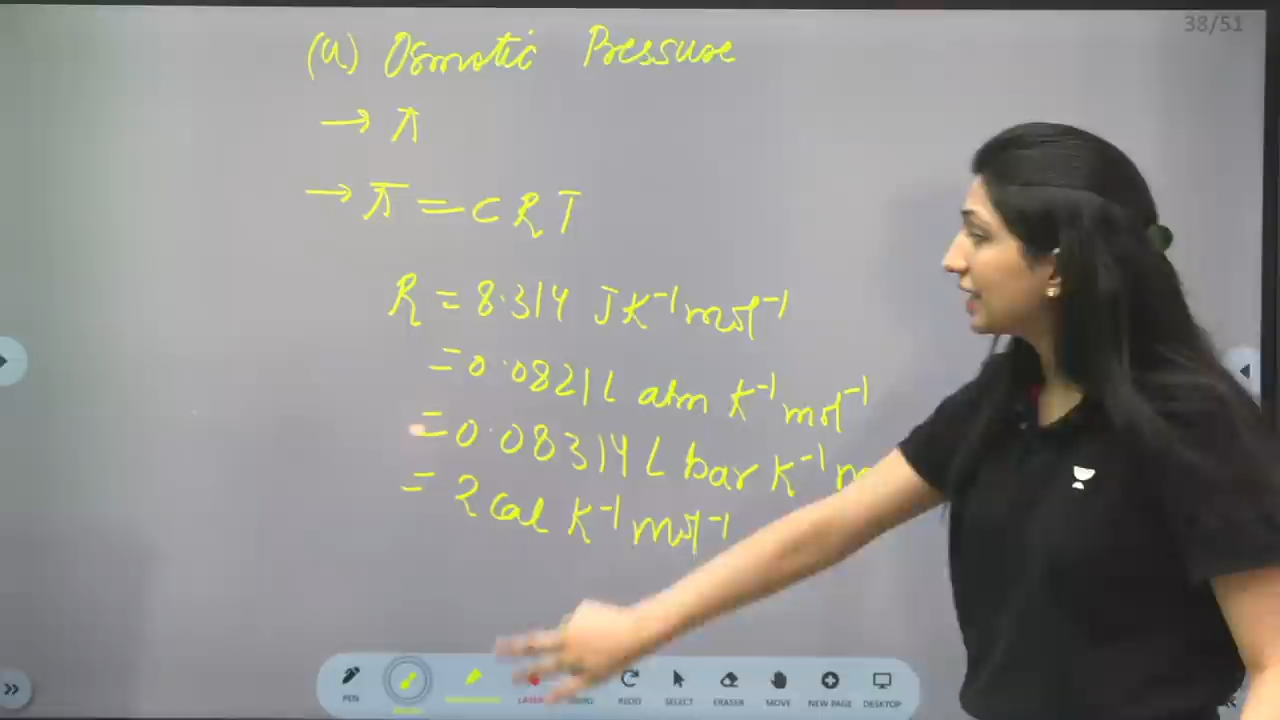 38/51
(a) Osmotic Pressure
→ π
→ π = CRT
R = 8.314 J K⁻¹ mol⁻¹
= 0.0821 L atm K⁻¹ mol⁻¹
= 0.08314 L bar K⁻¹
= 2 Cal K⁻¹ mol⁻¹
PEN
LASER
REDO
SELECT
ERASER
MOVE
NEW PAGE
DESKTOP